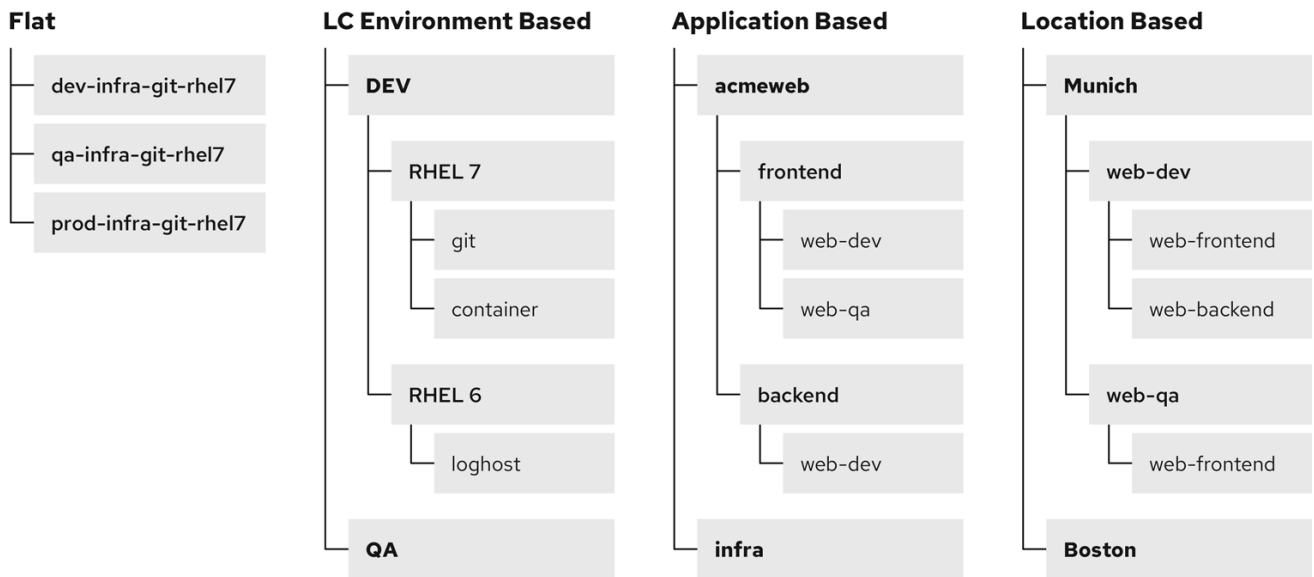 Flat
dev-infra-git-rhel7
qa-infra-git-rhel7
prod-infra-git-rhel7
LC Environment Based
DEV
RHEL 7
git
container
RHEL 6
loghost
QA
Application Based
acmeweb
frontend
web-dev
web-qa
backend
web-dev
infra
Location Based
Munich
web-dev
web-frontend
web-backend
web-qa
web-frontend
Boston